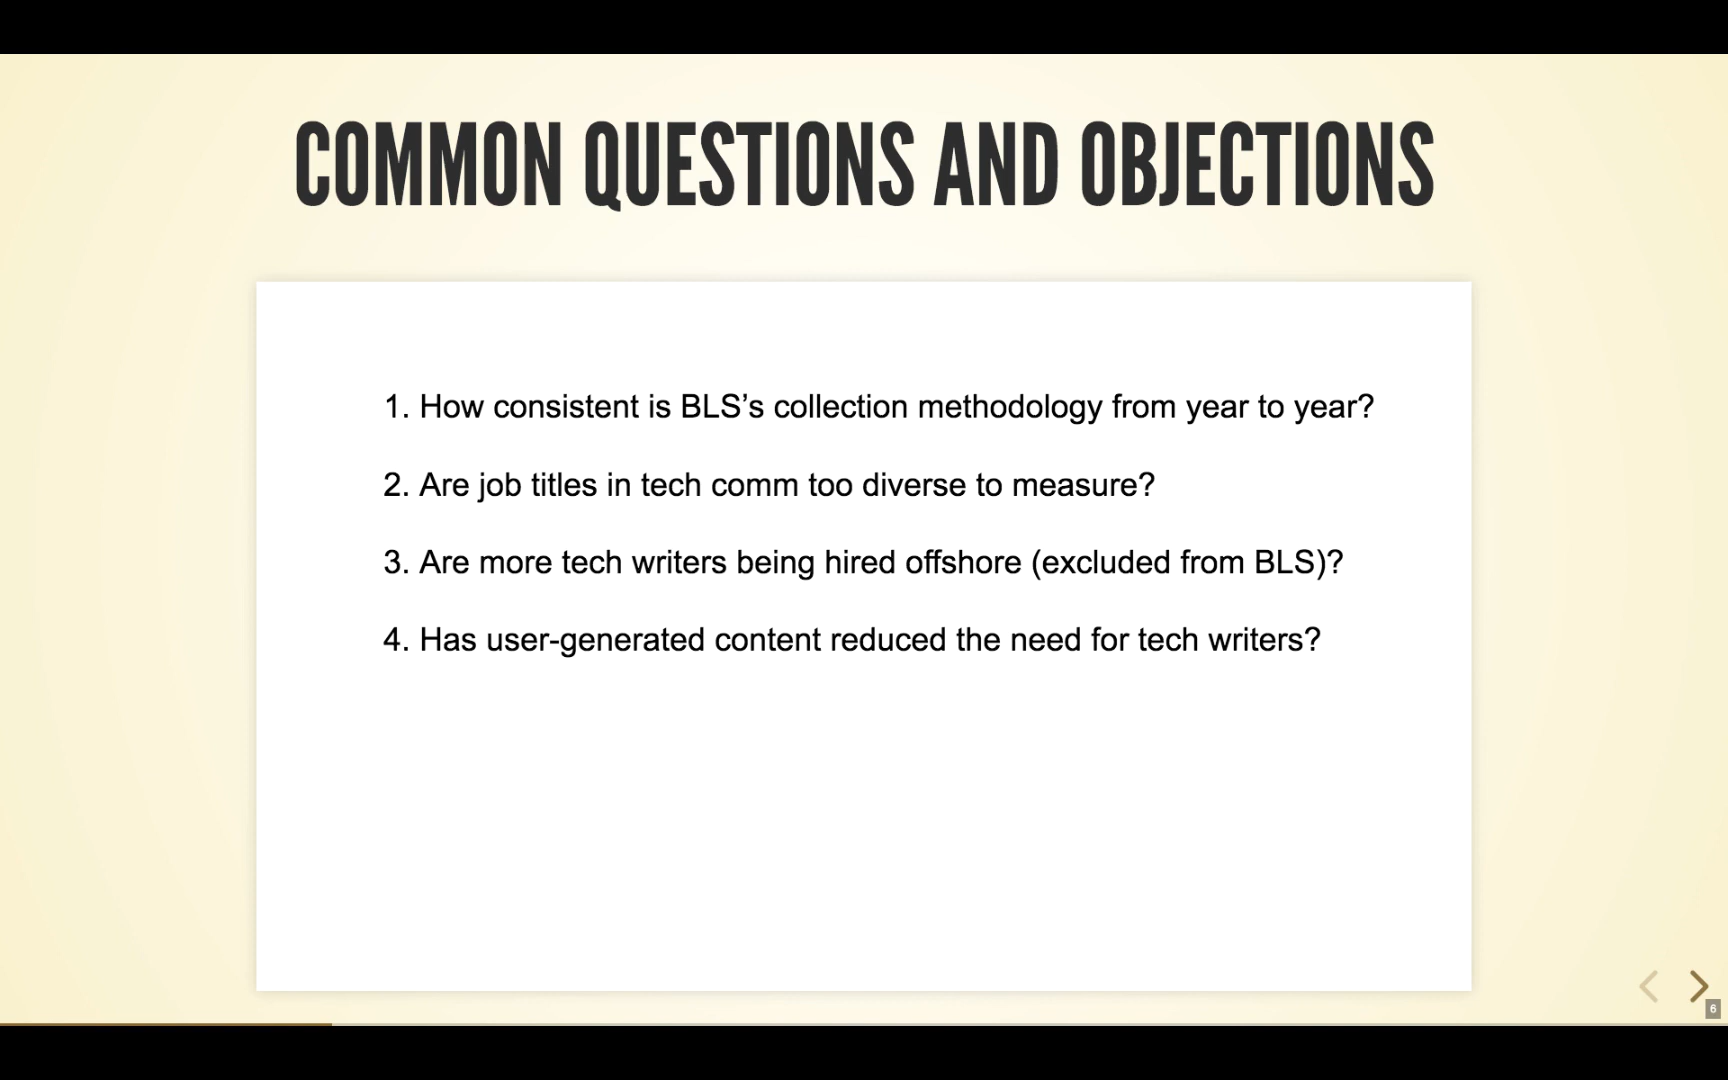 COMMON QUESTIONS AND OBJECTIONS
1. How consistent is BLS’s collection methodology from year to year?
2. Are job titles in tech comm too diverse to measure?
3. Are more tech writers being hired offshore (excluded from BLS)?
4. Has user-generated content reduced the need for tech writers?
6